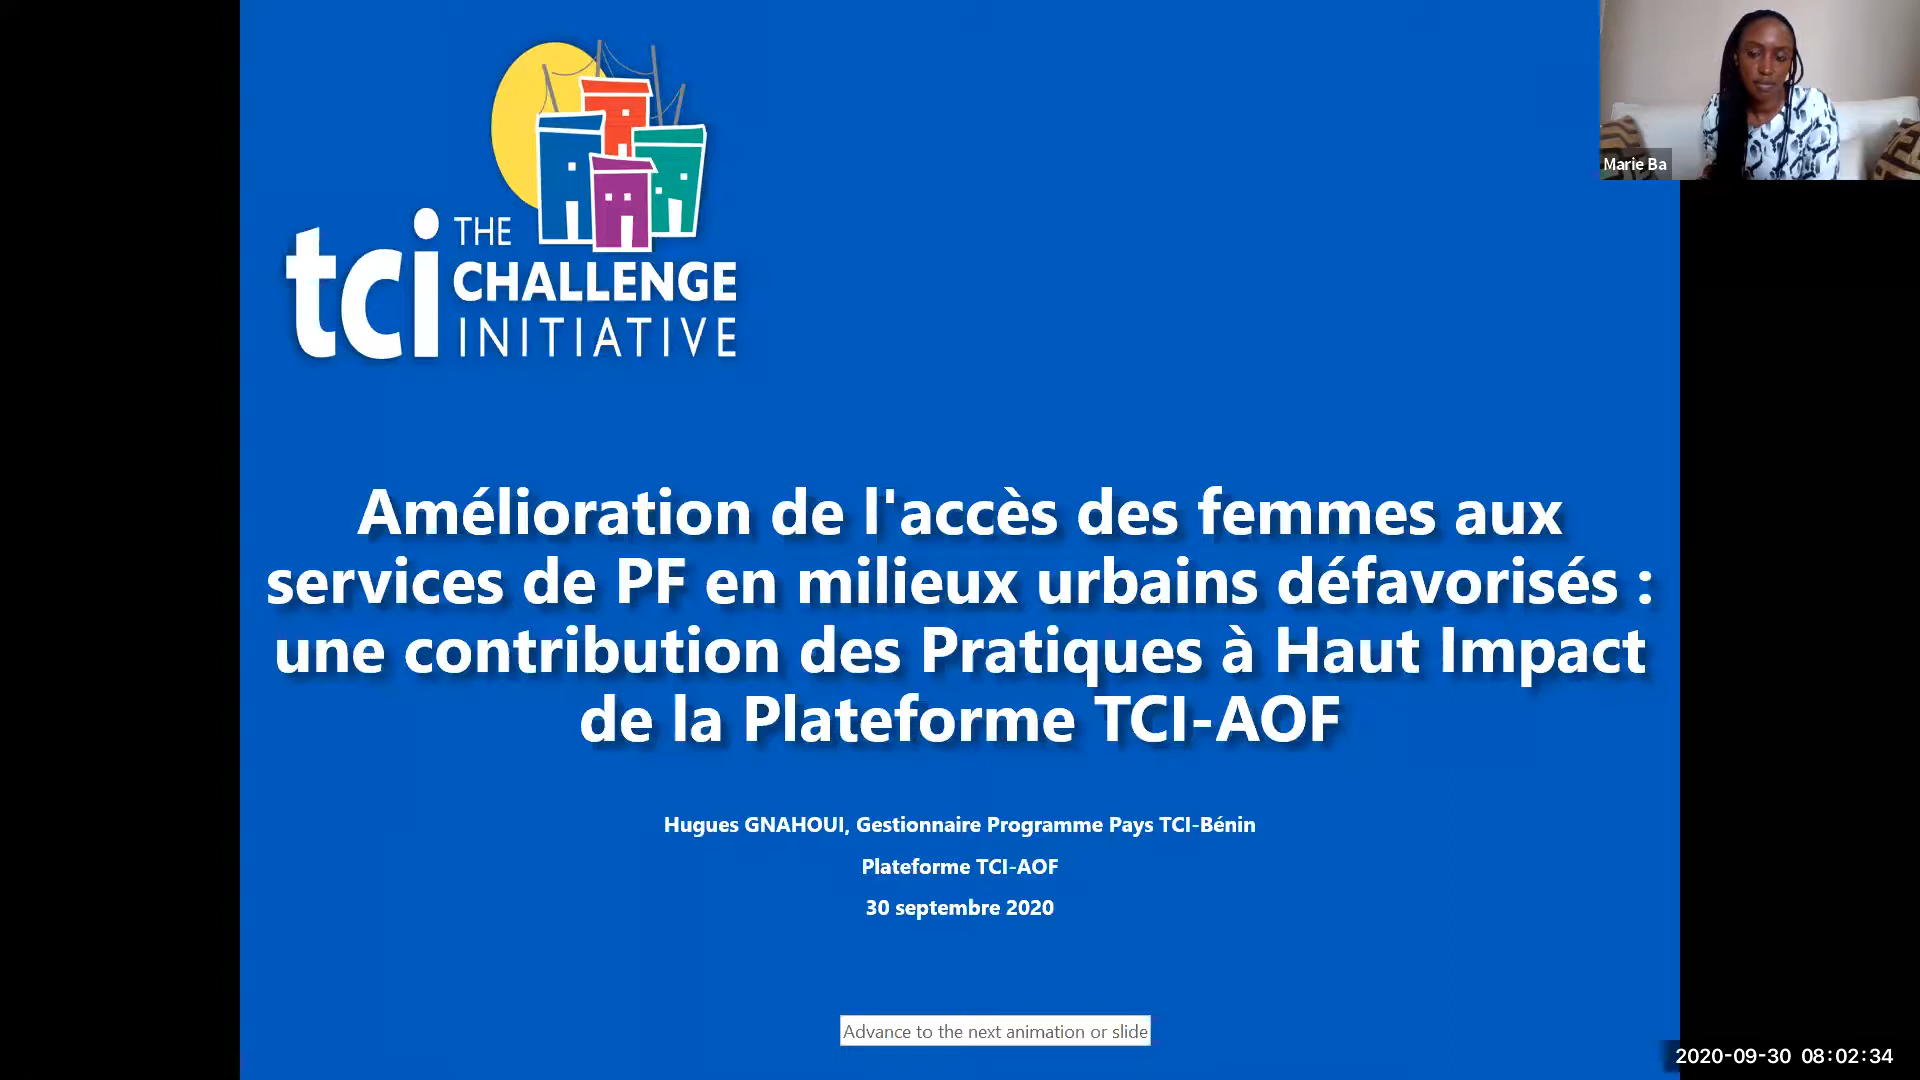 tci THE
CHALLENGE
INITIATIVE
Marie Ba
Amélioration de l'accès des femmes aux
services de PF en milieux urbains défavorisés :
une contribution des Pratiques à Haut Impact
de la Plateforme TCI-AOF
Hugues GNAHOUI, Gestionnaire Programme Pays TCI-Bénin
Plateforme TCI-AOF
30 septembre 2020
Advance to the next animation or slide
2020-09-30 08:02:34